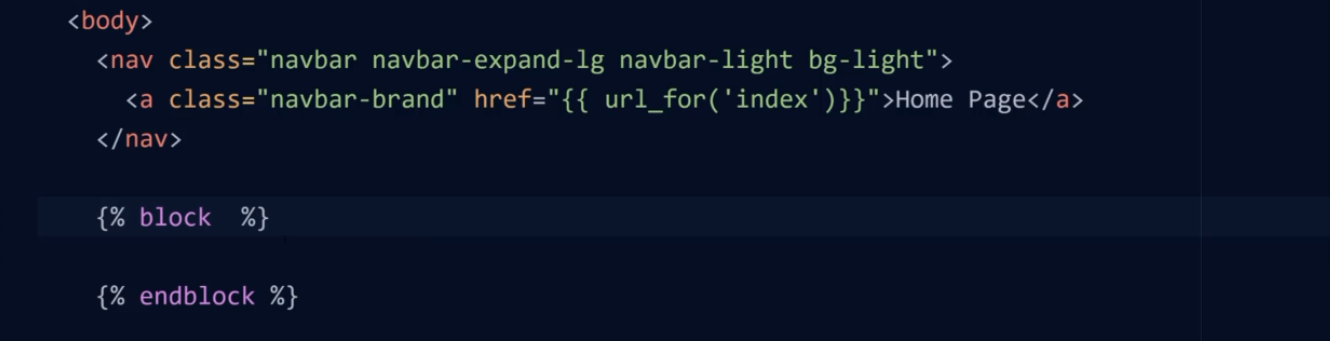 <body>
<nav class="navbar navbar-expand-lg navbar-light bg-light">
<a class="navbar-brand" href="{{ url_for('index')}}">Home Page</a>
</nav>
{% block  %}
{% endblock %}